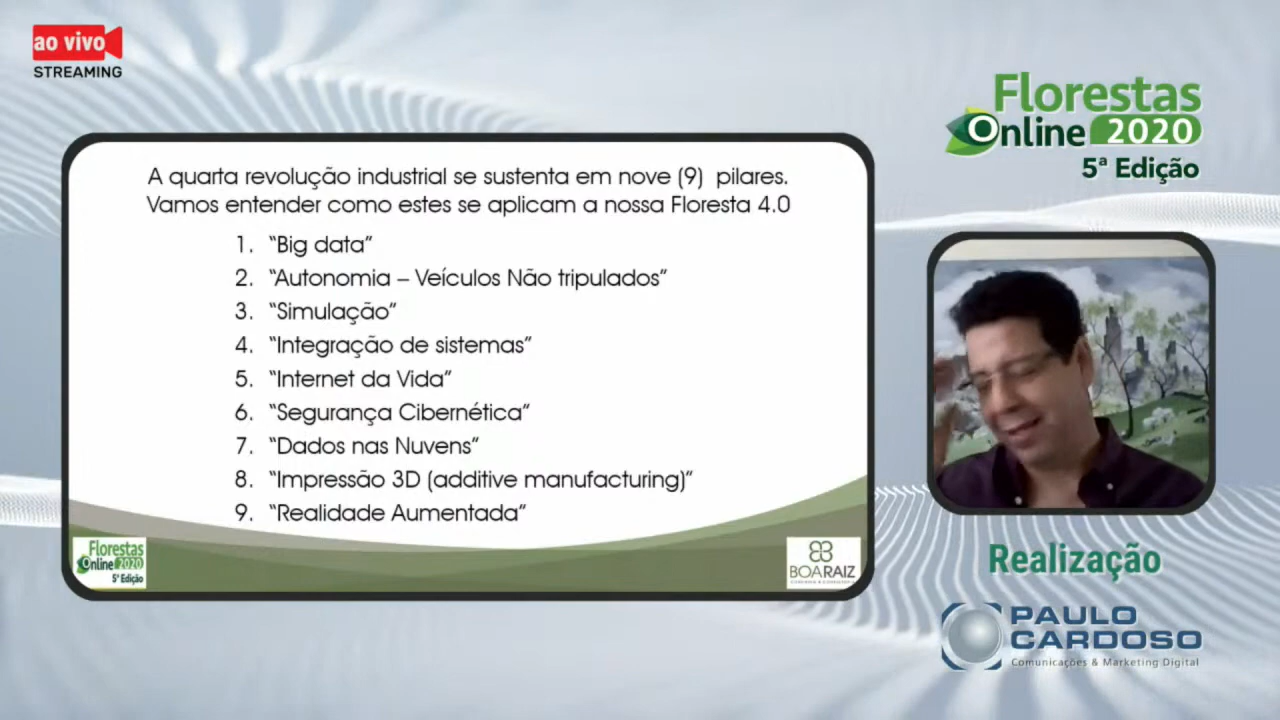 ao vivo
STREAMING
Florestas
Online 2020
5ª Edição
A quarta revolução industrial se sustenta em nove (9) pilares.
Vamos entender como estes se aplicam a nossa Floresta 4.0
1. “Big data”
2. “Autonomia – Veículos Não tripulados”
3. “Simulação”
4. “Integração de sistemas”
5. “Internet da Vida”
6. “Segurança Cibernética”
7. “Dados nas Nuvens”
8. “Impressão 3D (additive manufacturing)”
9. “Realidade Aumentada”
Florestas
Online 2020
5ª Edição
BOARAIZ
Realização
PAULO
CARDOSO
Comunicações & Marketing Digital